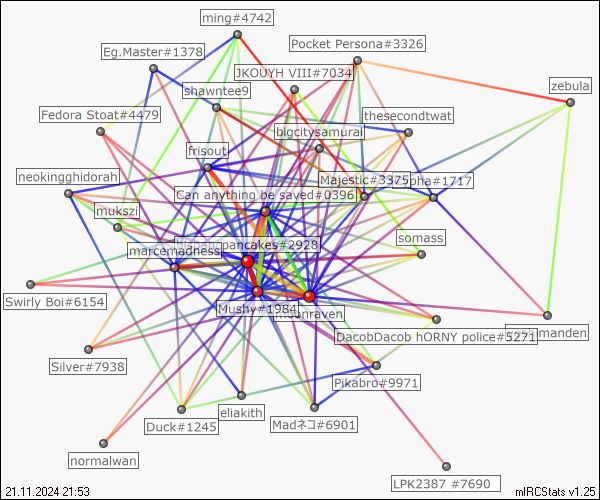 ming#4742
Pocket Persona#3326
Eg.Master#1378
JKOUYH VIII#7034
zebula
shawntee9
Fedora Stoat#4479
thesecondtwat
bigcitysamurai
frisout
neokingghidorah
Majestic#3375
pha#1717
Can anything be saved#0396
mukszi
somass
pancakes#2928
marcemadness
Swirly Boi#6154
Mushy#1984
moonraven
manden
DacobDacob hORNY police#5271
Silver#7938
Pikabro#9971
eliakith
Duck#1245
Madネコ#6901
normalwan
LPK2387 #7690
21.11.2024 21:53
mIRCStats v1.25